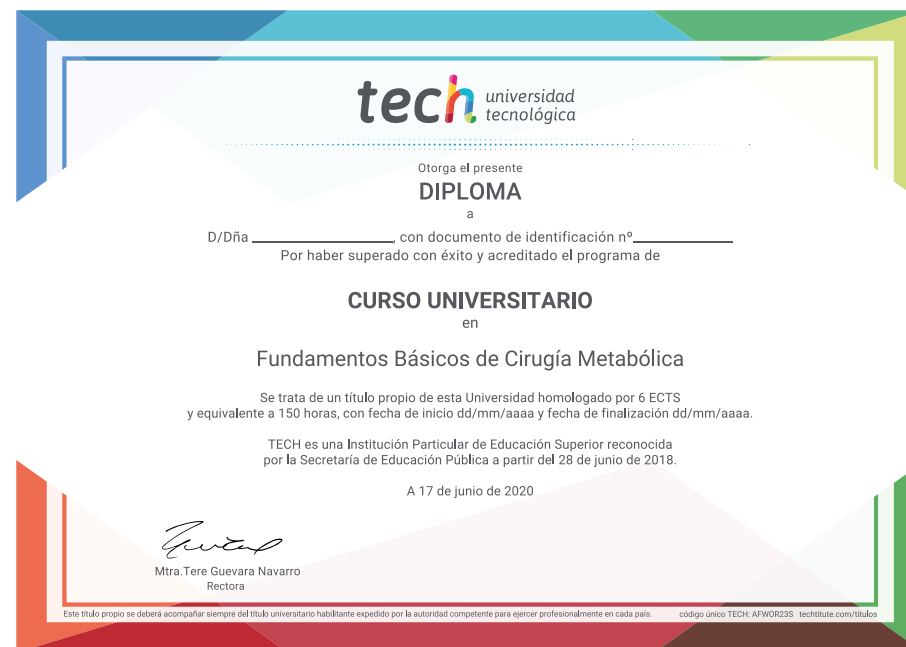 tech universidad
tecnológica
Otorga el presente
DIPLOMA
a
D/Dña ____________________, con documento de identificación nº______________
Por haber superado con éxito y acreditado el programa de
CURSO UNIVERSITARIO
en
Fundamentos Básicos de Cirugía Metabólica
Se trata de un título propio de esta Universidad homologado por 6 ECTS
y equivalente a 150 horas, con fecha de inicio dd/mm/aaaa y fecha de finalización dd/mm/aaaa.
TECH es una Institución Particular de Educación Superior reconocida
por la Secretaría de Educación Pública a partir del 28 de junio de 2018.
A 17 de junio de 2020
Mtra.Tere Guevara Navarro
Rectora
Este título propio se deberá acompañar siempre del título universitario habilitante expedido por la autoridad competente para ejercer profesionalmente en cada país. código único TECH: AFWOR23S techtitute.com/títulos